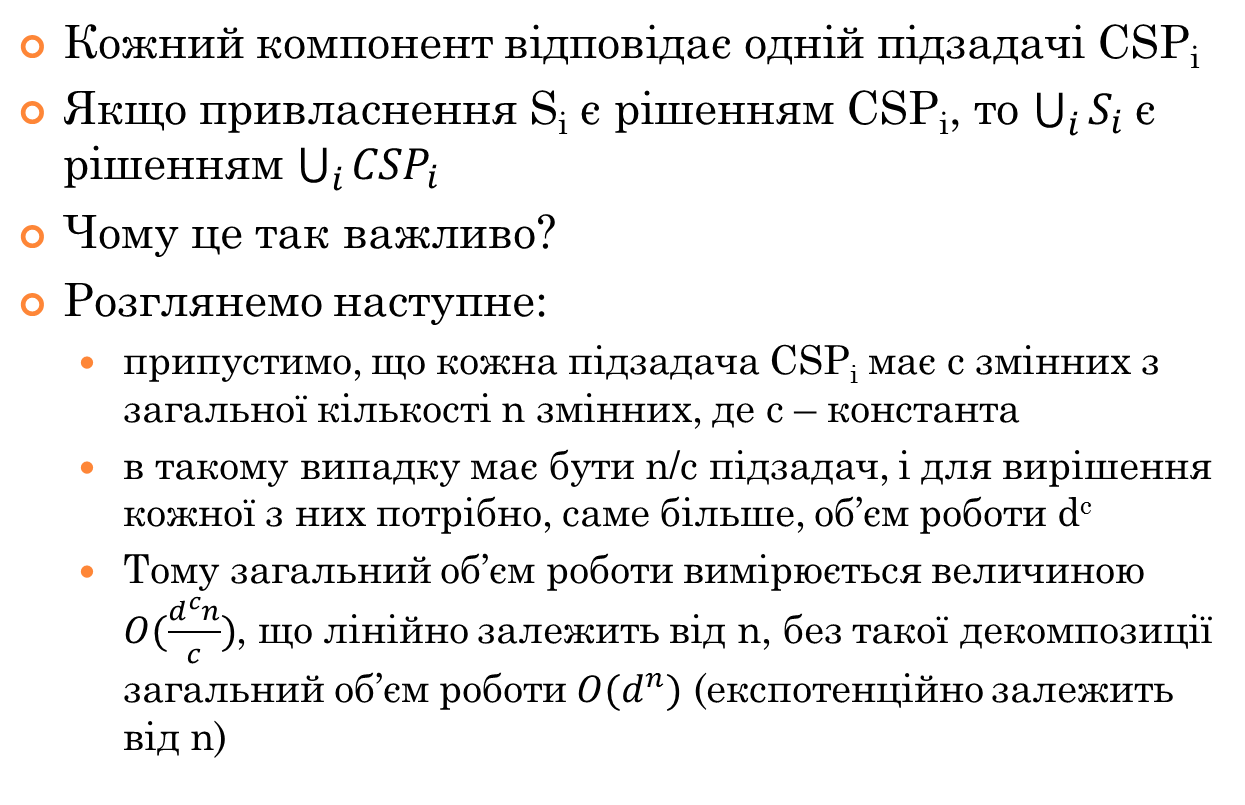 Кожний компонент відповідає одній підзадачі CSPᵢ
Якщо привласнення Sᵢ є рішенням CSPᵢ, то ⋃ᵢ Sᵢ є
рішенням ⋃ᵢ CSPᵢ
Чому це так важливо?
Розглянемо наступне:
припустимо, що кожна підзадача CSPᵢ має c змінних з
загальної кількості n змінних, де c – константа
в такому випадку має бути n/c підзадач, і для вирішення
кожної з них потрібно, саме більше, об’єм роботи dᶜ
Тому загальний об’єм роботи вимірюється величиною
O(dᶜn/c), що лінійно залежить від n, без такої декомпозиції
загальний об’єм роботи O(dⁿ) (експотенційно залежить
від n)